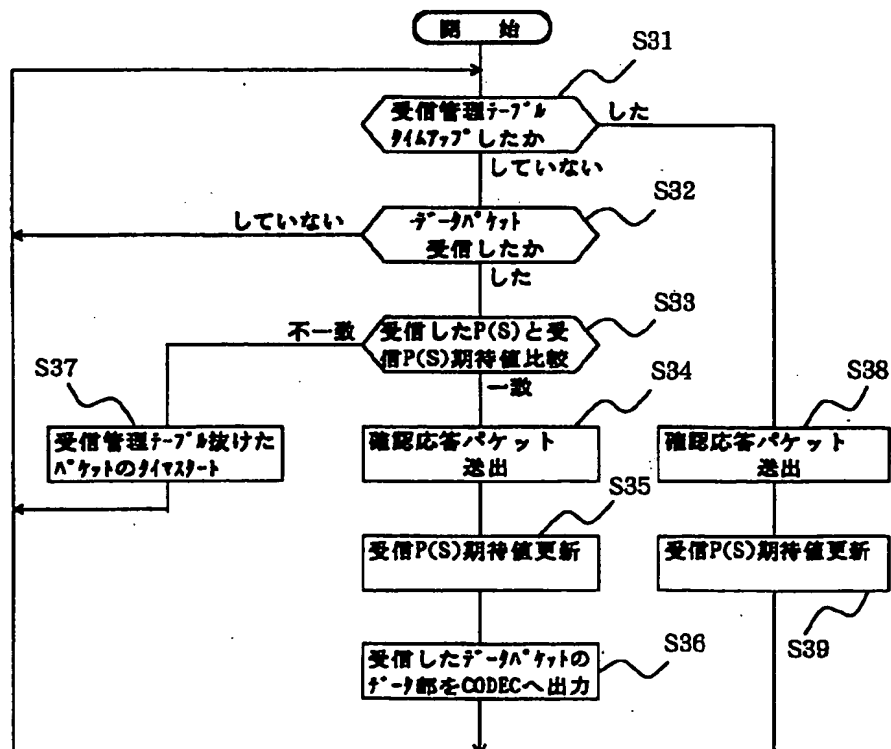 開始
S31
受信管理テーブル
タイムアップしたか
した
していない
S32
データパケット
受信したか
していない
した
S33
受信したP(S)と受
信P(S)期待値比較
不一致
一致
S37
受信管理テーブル抜けた
パケットのタイマスタート
S34
確認応答パケット
送出
S38
確認応答パケット
送出
S35
受信P(S)期待値更新
受信P(S)期待値更新
S39
S36
受信したデータパケットの
データ部をCODECへ出力